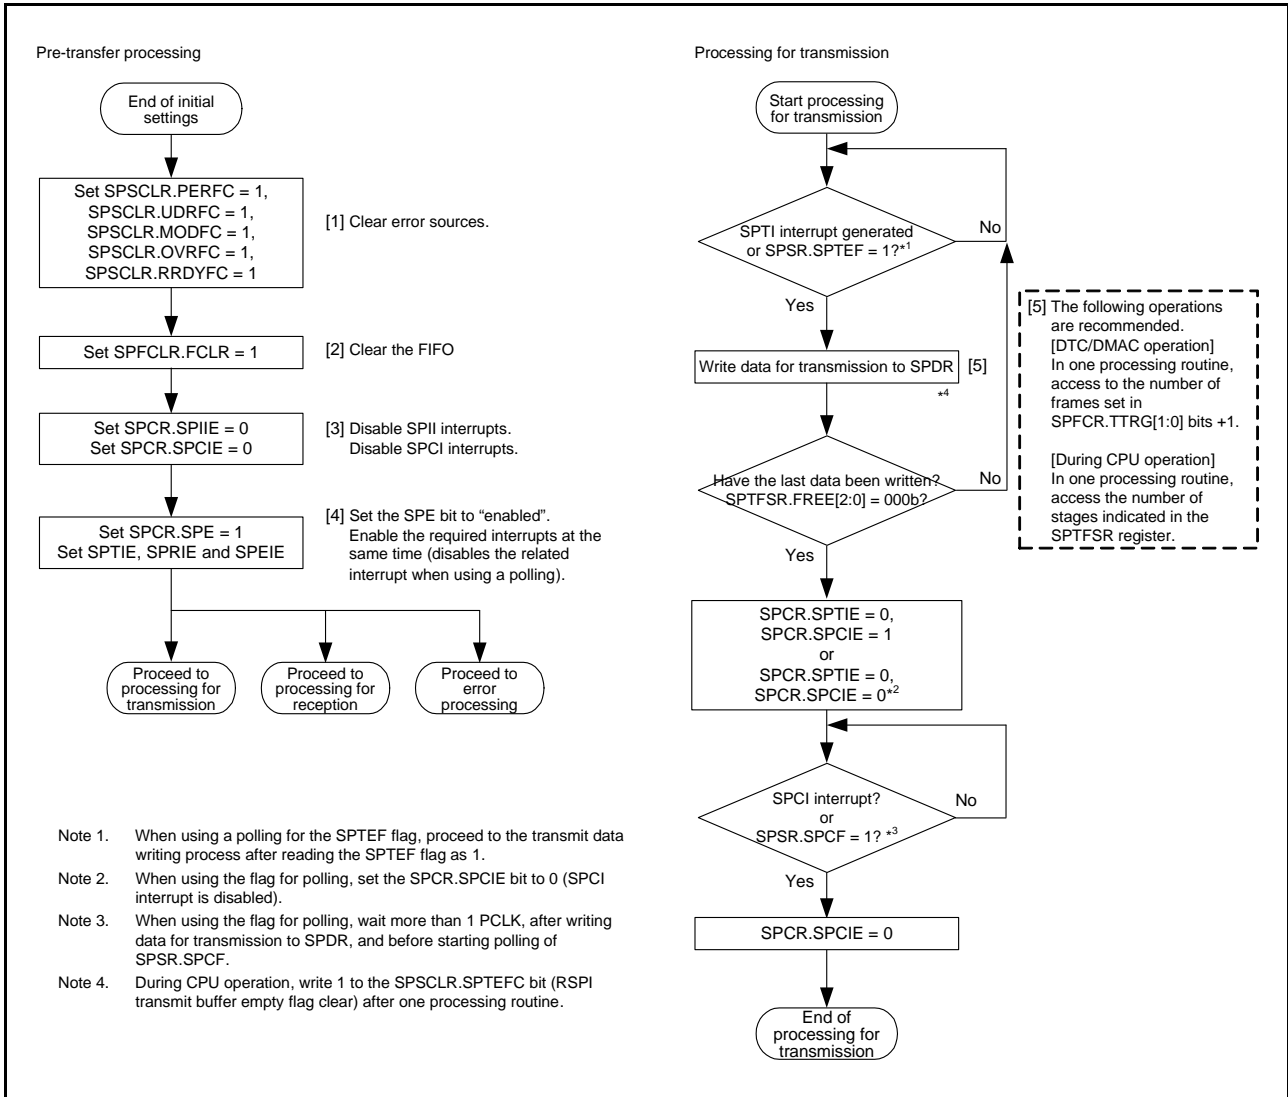 Pre-transfer processing
End of initial
settings
Set SPSCLR.PERFC = 1,
SPSCLR.UDRFC = 1,
SPSCLR.MODFC = 1,
SPSCLR.OVRFC = 1,
SPSCLR.RRDYFC = 1
[1] Clear error sources.
Set SPFCLR.FCLR = 1
[2] Clear the FIFO
Set SPCR.SPIIE = 0
Set SPCR.SPCIE = 0
[3] Disable SPII interrupts.
Disable SPCI interrupts.
Set SPCR.SPE = 1
Set SPTIE, SPRIE and SPEIE
[4] Set the SPE bit to “enabled”.
Enable the required interrupts at the
same time (disables the related
interrupt when using a polling).
Proceed to
processing for
transmission
Proceed to
processing for
reception
Proceed to
error
processing
Note 1. When using a polling for the SPTEF flag, proceed to the transmit data
writing process after reading the SPTEF flag as 1.
Note 2. When using the flag for polling, set the SPCR.SPCIE bit to 0 (SPCI
interrupt is disabled).
Note 3. When using the flag for polling, wait more than 1 PCLK, after writing
data for transmission to SPDR, and before starting polling of
SPSR.SPCF.
Note 4. During CPU operation, write 1 to the SPSCLR.SPTEFC bit (RSPI
transmit buffer empty flag clear) after one processing routine.
Processing for transmission
Start processing
for transmission
SPTI interrupt generated
or SPSR.SPTEF = 1?*1
No
Yes
Write data for transmission to SPDR [5]
*4
Have the last data been written?
SPTFSR.FREE[2:0] = 000b?
No
Yes
SPCR.SPTIE = 0,
SPCR.SPCIE = 1
or
SPCR.SPTIE = 0,
SPCR.SPCIE = 0*2
SPCI interrupt?
or
SPSR.SPCF = 1? *3
No
Yes
SPCR.SPCIE = 0
End of
processing for
transmission
[5] The following operations
are recommended.
[DTC/DMAC operation]
In one processing routine,
access to the number of
frames set in
SPFCR.TTRG[1:0] bits +1.
[During CPU operation]
In one processing routine,
access the number of
stages indicated in the
SPTFSR register.